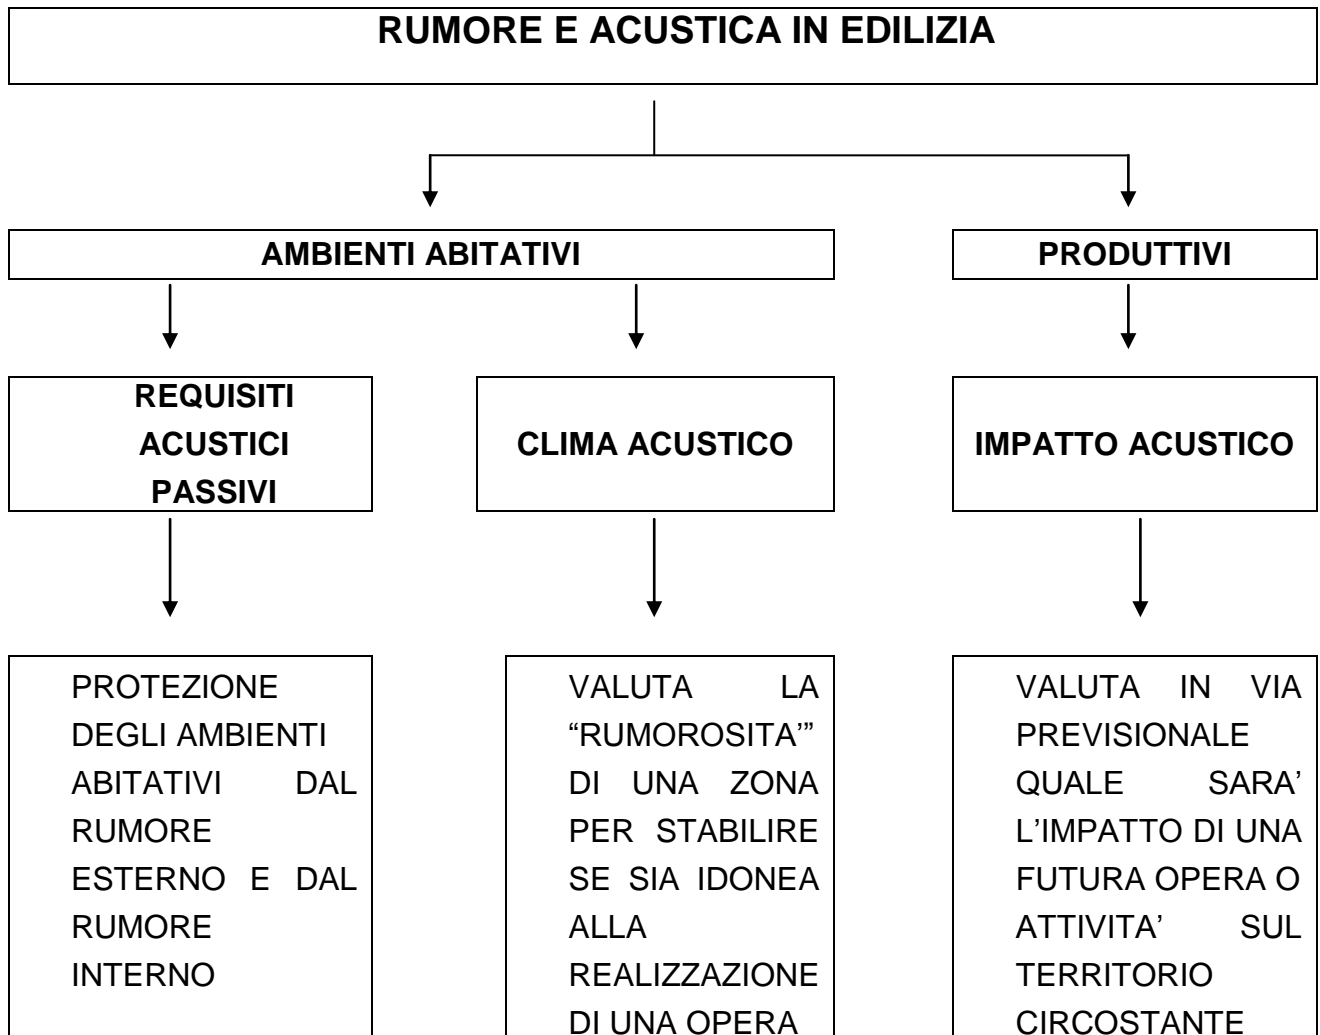 RUMORE E ACUSTICA IN EDILIZIA
AMBIENTI ABITATIVI
PRODUTTIVI
REQUISITI
ACUSTICI
PASSIVI
CLIMA ACUSTICO
IMPATTO ACUSTICO
PROTEZIONE
DEGLI AMBIENTI
ABITATIVI DAL
RUMORE
ESTERNO E DAL
RUMORE
INTERNO
VALUTA LA
“RUMOROSITA’”
DI UNA ZONA
PER STABILIRE
SE SIA IDONEA
ALLA
REALIZZAZIONE
DI UNA OPERA
VALUTA IN VIA
PREVISIONALE
QUALE SARA’
L’IMPATTO DI UNA
FUTURA OPERA O
ATTIVITA’ SUL
TERRITORIO
CIRCOSTANTE